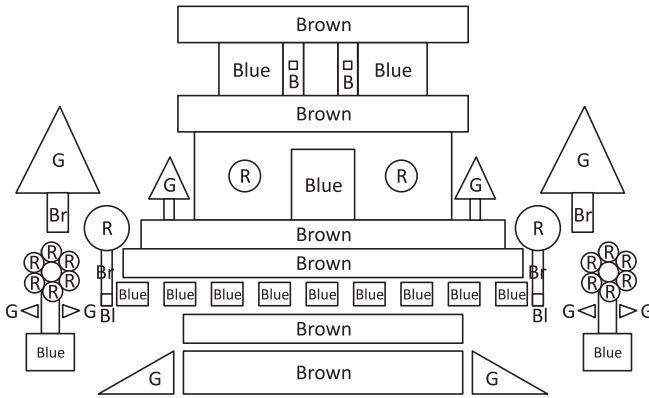 Brown
Blue B B Blue
Brown
G G
G R Blue R G
Br Br
R R
Brown
R R R R R R R R R R R R
Br Brown Br
Blue Blue Blue Blue Blue Blue Blue Blue Blue
G G Bl Bl G G
Brown
Blue Blue
G Brown G